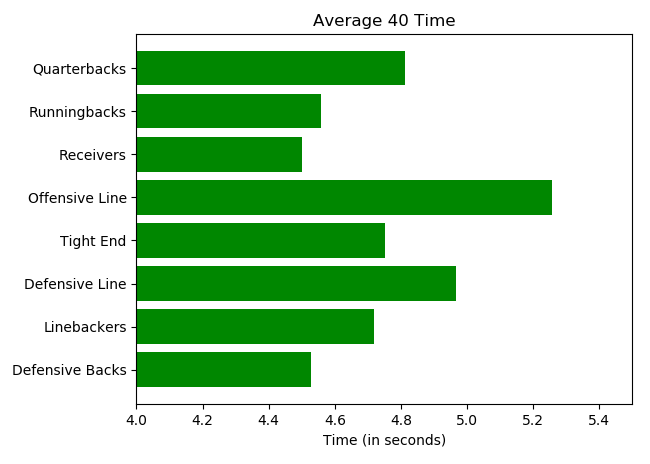 Average 40 Time
Quarterbacks
Runningbacks
Receivers
Offensive Line
Tight End
Defensive Line
Linebackers
Defensive Backs
4.0 4.2 4.4 4.6 4.8 5.0 5.2 5.4
Time (in seconds)